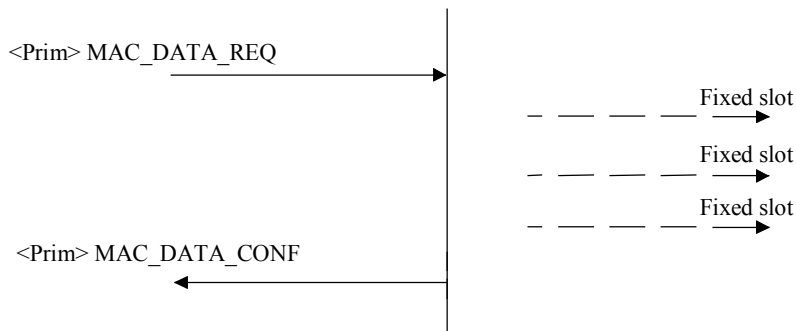 <Prim> MAC_DATA_REQ
Fixed slot
Fixed slot
Fixed slot
<Prim> MAC_DATA_CONF